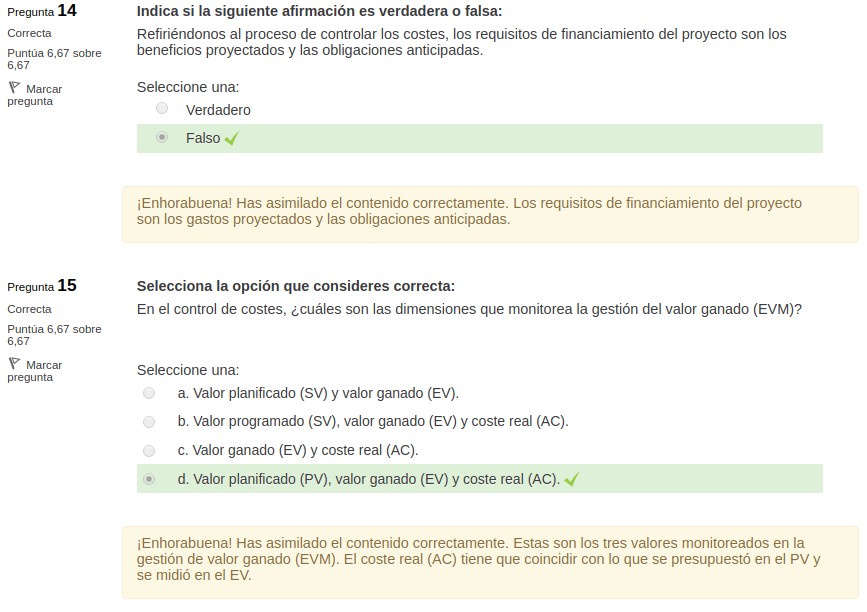 Pregunta 14
Correcta
Puntúa 6,67 sobre
6,67
Marcar
pregunta
Indica si la siguiente afirmación es verdadera o falsa:
Refiriéndonos al proceso de controlar los costes, los requisitos de financiamiento del proyecto son los
beneficios proyectados y las obligaciones anticipadas.
Seleccione una:
Verdadero
Falso
¡Enhorabuena! Has asimilado el contenido correctamente. Los requisitos de financiamiento del proyecto
son los gastos proyectados y las obligaciones anticipadas.
Pregunta 15
Correcta
Puntúa 6,67 sobre
6,67
Marcar
pregunta
Selecciona la opción que consideres correcta:
En el control de costes, ¿cuáles son las dimensiones que monitorea la gestión del valor ganado (EVM)?
Seleccione una:
a. Valor planificado (SV) y valor ganado (EV).
b. Valor programado (SV), valor ganado (EV) y coste real (AC).
c. Valor ganado (EV) y coste real (AC).
d. Valor planificado (PV), valor ganado (EV) y coste real (AC).
¡Enhorabuena! Has asimilado el contenido correctamente. Estas son los tres valores monitoreados en la
gestión de valor ganado (EVM). El coste real (AC) tiene que coincidir con lo que se presupuestó en el PV y
se midió en el EV.